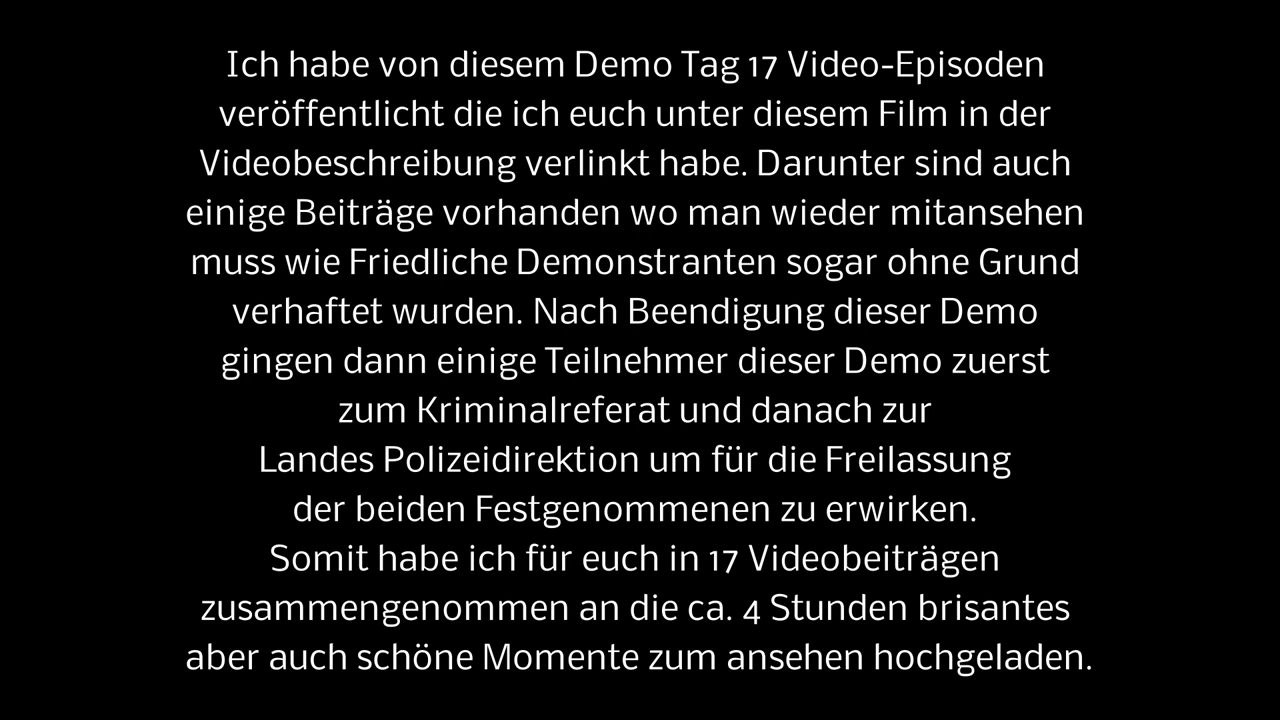 Ich habe von diesem Demo Tag 17 Video-Episoden
veröffentlicht die ich euch unter diesem Film in der
Videobeschreibung verlinkt habe. Darunter sind auch
einige Beiträge vorhanden wo man wieder mitansehen
muss wie Friedliche Demonstranten sogar ohne Grund
verhaftet wurden. Nach Beendigung dieser Demo
gingen dann einige Teilnehmer dieser Demo zuerst
zum Kriminalreferat und danach zur
Landes Polizeidirektion um für die Freilassung
der beiden Festgenommenen zu erwirken.
Somit habe ich für euch in 17 Videobeiträgen
zusammengenommen an die ca. 4 Stunden brisantes
aber auch schöne Momente zum ansehen hochgeladen.